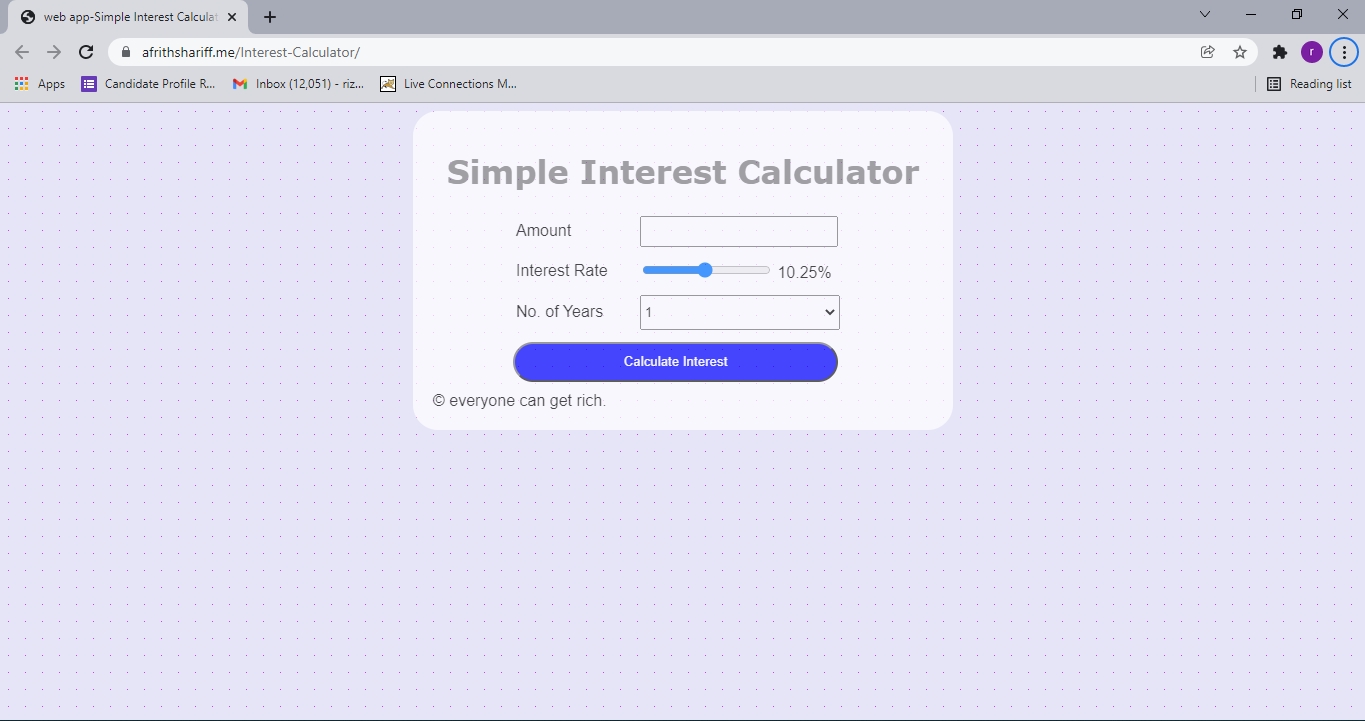 web app-Simple Interest Calculat
afrithshariff.me/Interest-Calculator/
r
Apps
Candidate Profile R...
Inbox (12,051) - riz...
Live Connections M...
Reading list
Simple Interest Calculator
Amount
Interest Rate 10.25%
No. of Years 1
Calculate Interest
© everyone can get rich.